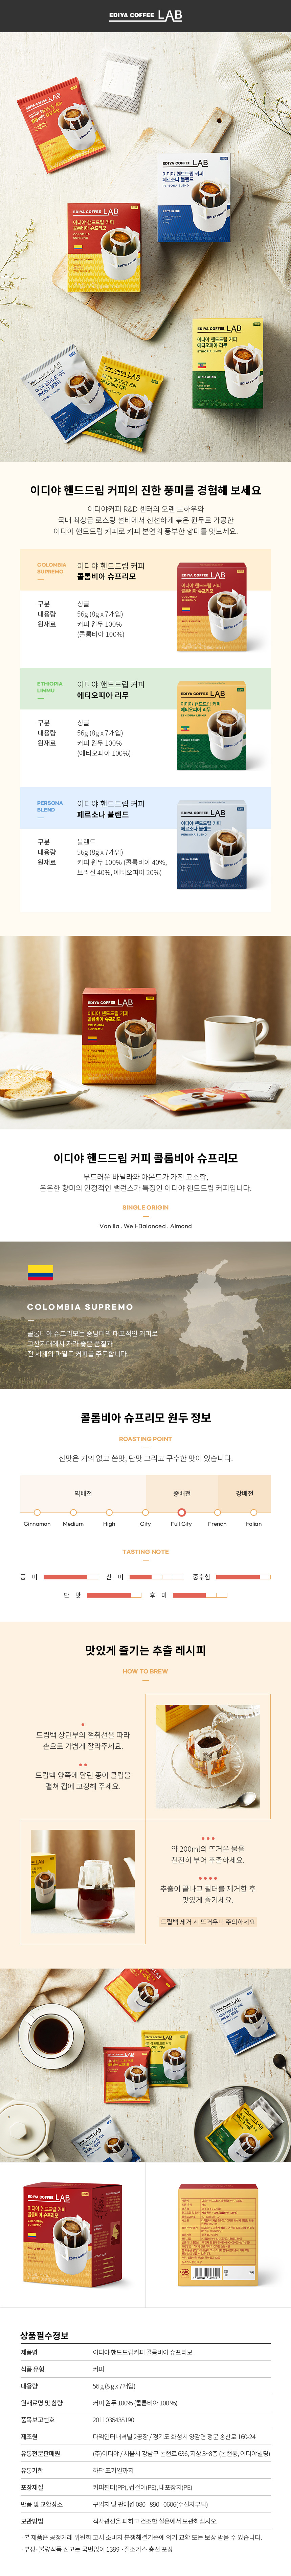 EDIYA COFFEE LAB
이디야 핸드드립 커피의 진한 풍미를 경험해 보세요
이디야커피 R&D 센터의 오랜 노하우와
국내 최상급 로스팅 설비에서 신선하게 볶은 원두로 가공한
이디야 핸드드립 커피로 커피 본연의 풍부한 향미를 맛보세요.
COLOMBIA
SUPREMO
이디야 핸드드립 커피
콜롬비아 슈프리모
구분 싱글
내용량 56g (8g x 7개입)
원재료 커피 원두 100%
(콜롬비아 100%)
ETHIOPIA
LIMMU
이디야 핸드드립 커피
에티오피아 리무
구분 싱글
내용량 56g (8g x 7개입)
원재료 커피 원두 100%
(에티오피아 100%)
PERSONA
BLEND
이디야 핸드드립 커피
페르소나 블렌드
구분 블렌드
내용량 56g (8g x 7개입)
원재료 커피 원두 100% (콜롬비아 40%,
브라질 40%, 에티오피아 20%)
이디야 핸드드립 커피 콜롬비아 슈프리모
부드러운 바닐라와 아몬드가 가진 고소함,
은은한 향미의 안정적인 밸런스가 특징인 이디야 핸드드립 커피입니다.
SINGLE ORIGIN
Vanilla . Well-Balanced . Almond
COLOMBIA SUPREMO
콜롬비아 슈프리모는 중남미의 대표적인 커피로
고산지대에서 자라 좋은 품질과
전 세계의 마일드 커피를 주도합니다.
콜롬비아 슈프리모 원두 정보
ROASTING POINT
신맛은 거의 없고 쓴맛, 단맛 그리고 구수한 맛이 있습니다.
약배전 중배전 강배전
Cinnamon Medium High City Full City French Italian
TASTING NOTE
풍 미 산 미 중후함
단 맛 후 미
맛있게 즐기는 추출 레시피
HOW TO BREW
드립백 상단부의 절취선을 따라
손으로 가볍게 잘라주세요.
드립백 양쪽에 달린 종이 클립을
펼쳐 컵에 고정해 주세요.
약 200ml의 뜨거운 물을
천천히 부어 추출하세요.
추출이 끝나고 필터를 제거한 후
맛있게 즐기세요.
드립백 제거 시 뜨거우니 주의하세요
상품필수정보
제품명 이디야 핸드드립커피 콜롬비아 슈프리모
식품 유형 커피
내용량 56 g (8 g x 7개입)
원재료명 및 함량 커피 원두 100% (콜롬비아 100 %)
품목보고번호 2011036438190
제조원 다익인터내셔널 2공장 / 경기도 화성시 양감면 정문 송산로 160-24
유통전문판매원 (주)이디야 / 서울시 강남구 논현로 636, 지상 3~8층 (논현동, 이디야빌딩)
유통기한 하단 표기일까지
포장재질 커피필터(PP), 컵걸이(PE), 내포장지(PE)
반품 및 교환장소 구입처 및 판매원 080 - 890 - 0606(수신자부담)
보관방법 직사광선을 피하고 건조한 실온에서 보관하십시오.
· 본 제품은 공정거래 위원회 고시 소비자 분쟁해결기준에 의거 교환 또는 보상 받을 수 있습니다.
· 부정·불량식품 신고는 국번없이 1399 · 질소가스 충전 포장